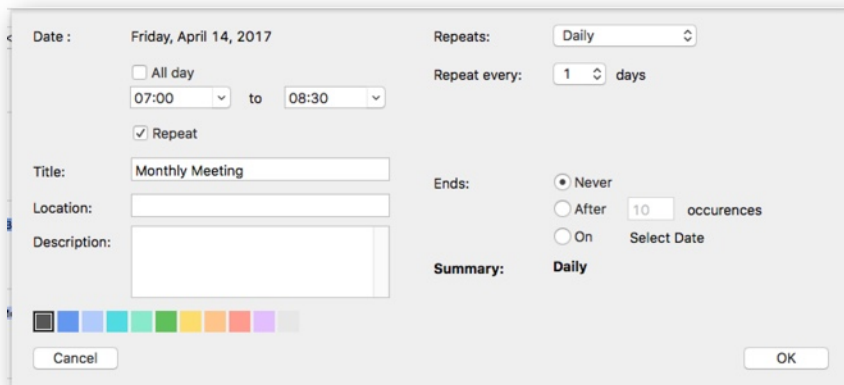 Date : Friday, April 14, 2017
All day
07:00 to 08:30
Repeat
Title: Monthly Meeting
Location:
Description:
Cancel
Repeats: Daily
Repeat every: 1 days
Ends: Never
After 10 occurences
On Select Date
Summary: Daily
OK